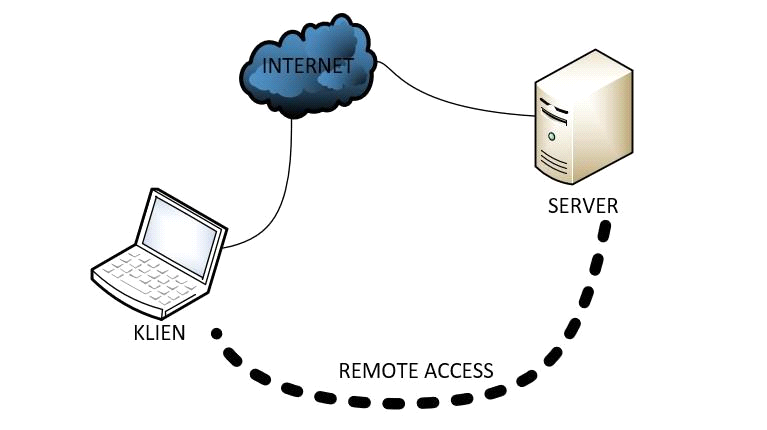 INTERNET
SERVER
KLIEN
REMOTE ACCESS